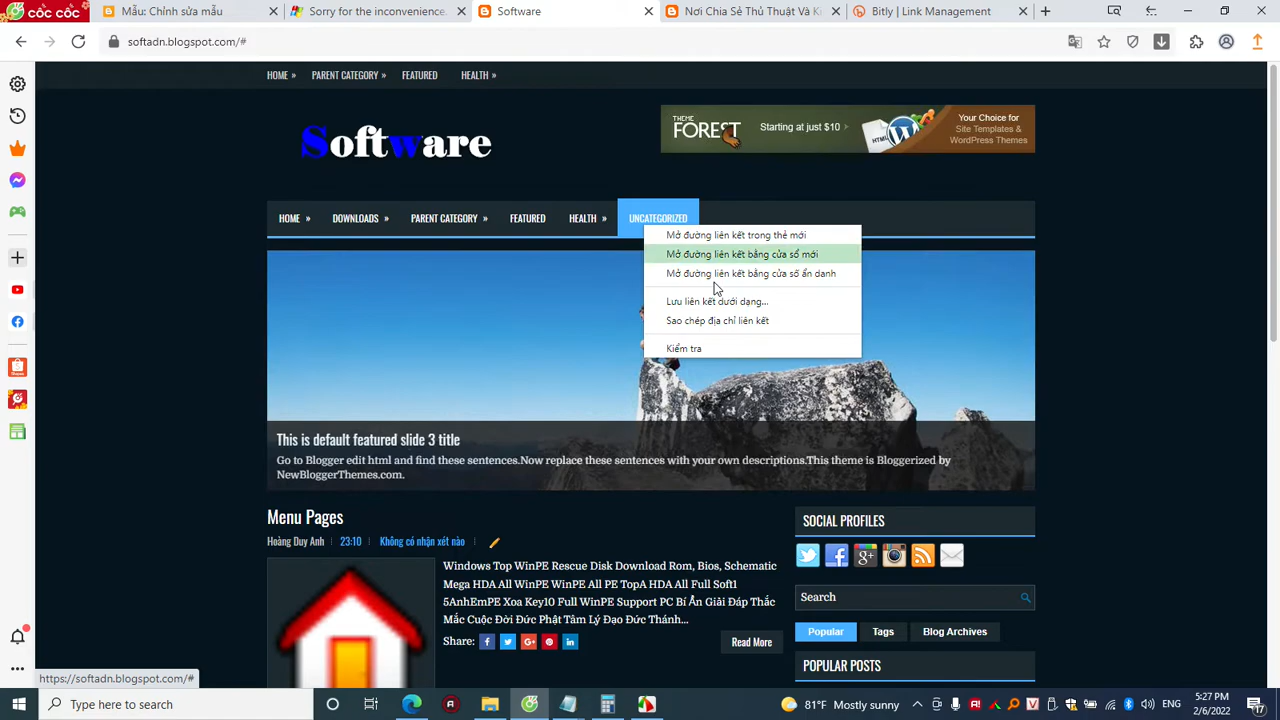 CỐC CỐC
Mẫu: Chỉnh sửa mẫu
Sorry for the inconvenience
Software
Nơi Chia Sẻ Thủ Thuật Và K
Bitly | Link Management
softadn.blogspot.com/#
HOME »
PARENT CATEGORY »
FEATURED
HEALTH »
Software
THEME FOREST
Starting at just $10
Your Choice for
Site Templates &
WordPress Themes
HOME »
DOWNLOADS »
PARENT CATEGORY »
FEATURED
HEALTH »
UNCATEGORIZED
Mở đường liên kết trong thẻ mới
Mở đường liên kết bằng cửa sổ mới
Mở đường liên kết bằng cửa sổ ẩn danh
Lưu liên kết dưới dạng...
Sao chép địa chỉ liên kết
Kiểm tra
This is default featured slide 3 title
Go to Blogger edit html and find these sentences.Now replace these sentences with your own descriptions.This theme is Bloggerized by
NewBloggerThemes.com.
Menu Pages
Hoàng Duy Anh
23:10
Không có nhận xét nào
Windows Top WinPE Rescue Disk Download Rom, Bios, Schematic
Mega HDA All WinPE WinPE All PE TopA HDA All Full Soft1
5AnhEmPE Xoa Key10 Full WinPE Support PC Bí Ẩn Giải Đáp Thắc
Mắc Cuộc Đời Đức Phật Tâm Lý Đạo Đức Thánh...
Share:
Read More
SOCIAL PROFILES
Search
Popular
Tags
Blog Archives
POPULAR POSTS
https://softadn.blogspot.com/#
Type here to search
81°F Mostly sunny
5:27 PM
2/6/2022
17